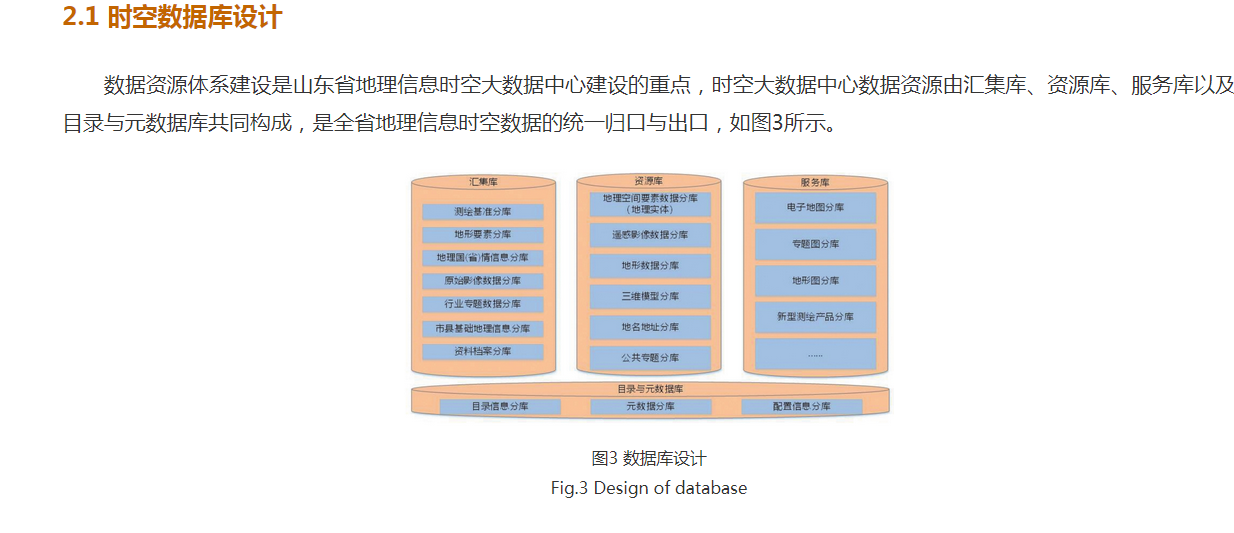 2.1 时空数据库设计
数据资源体系建设是山东省地理信息时空大数据中心建设的重点，时空大数据中心数据资源由汇集库、资源库、服务库以及
目录与元数据库共同构成，是全省地理信息时空数据的统一归口与出口，如图3所示。
汇集库
测绘基准分库
地形要素分库
地理国(省)情信息分库
原始影像数据分库
行业专题数据分库
市县基础地理信息分库
资料档案分库
资源库
地理空间要素数据分库
（地理实体）
遥感影像数据分库
地形数据分库
三维模型分库
地名地址分库
公共专题分库
服务库
电子地图分库
专题图分库
地形图分库
新型测绘产品分库
……
目录与元数据库
目录信息分库
元数据分库
配置信息分库
图3 数据库设计
Fig.3 Design of database